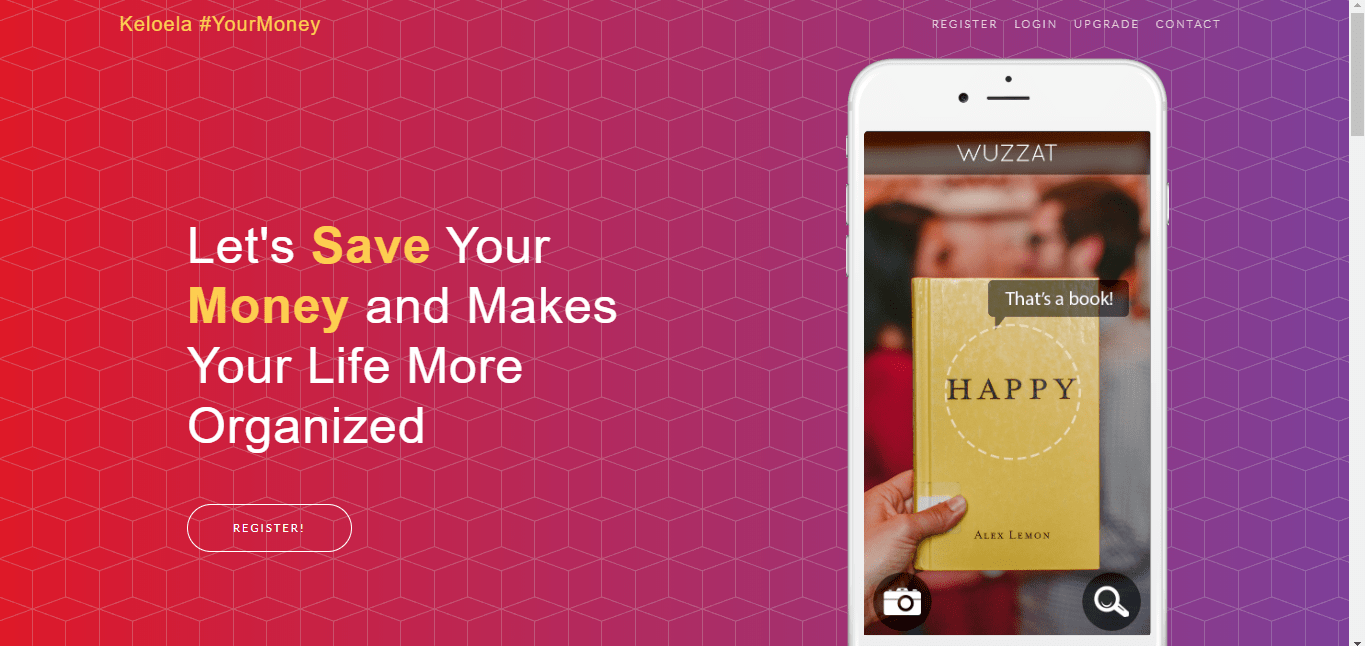 Keloela #YourMoney
REGISTER LOGIN UPGRADE CONTACT
Let's Save Your
Money and Makes
Your Life More
Organized
REGISTER!
WUZZAT
That's a book!
HAPPY
ALEX LEMON